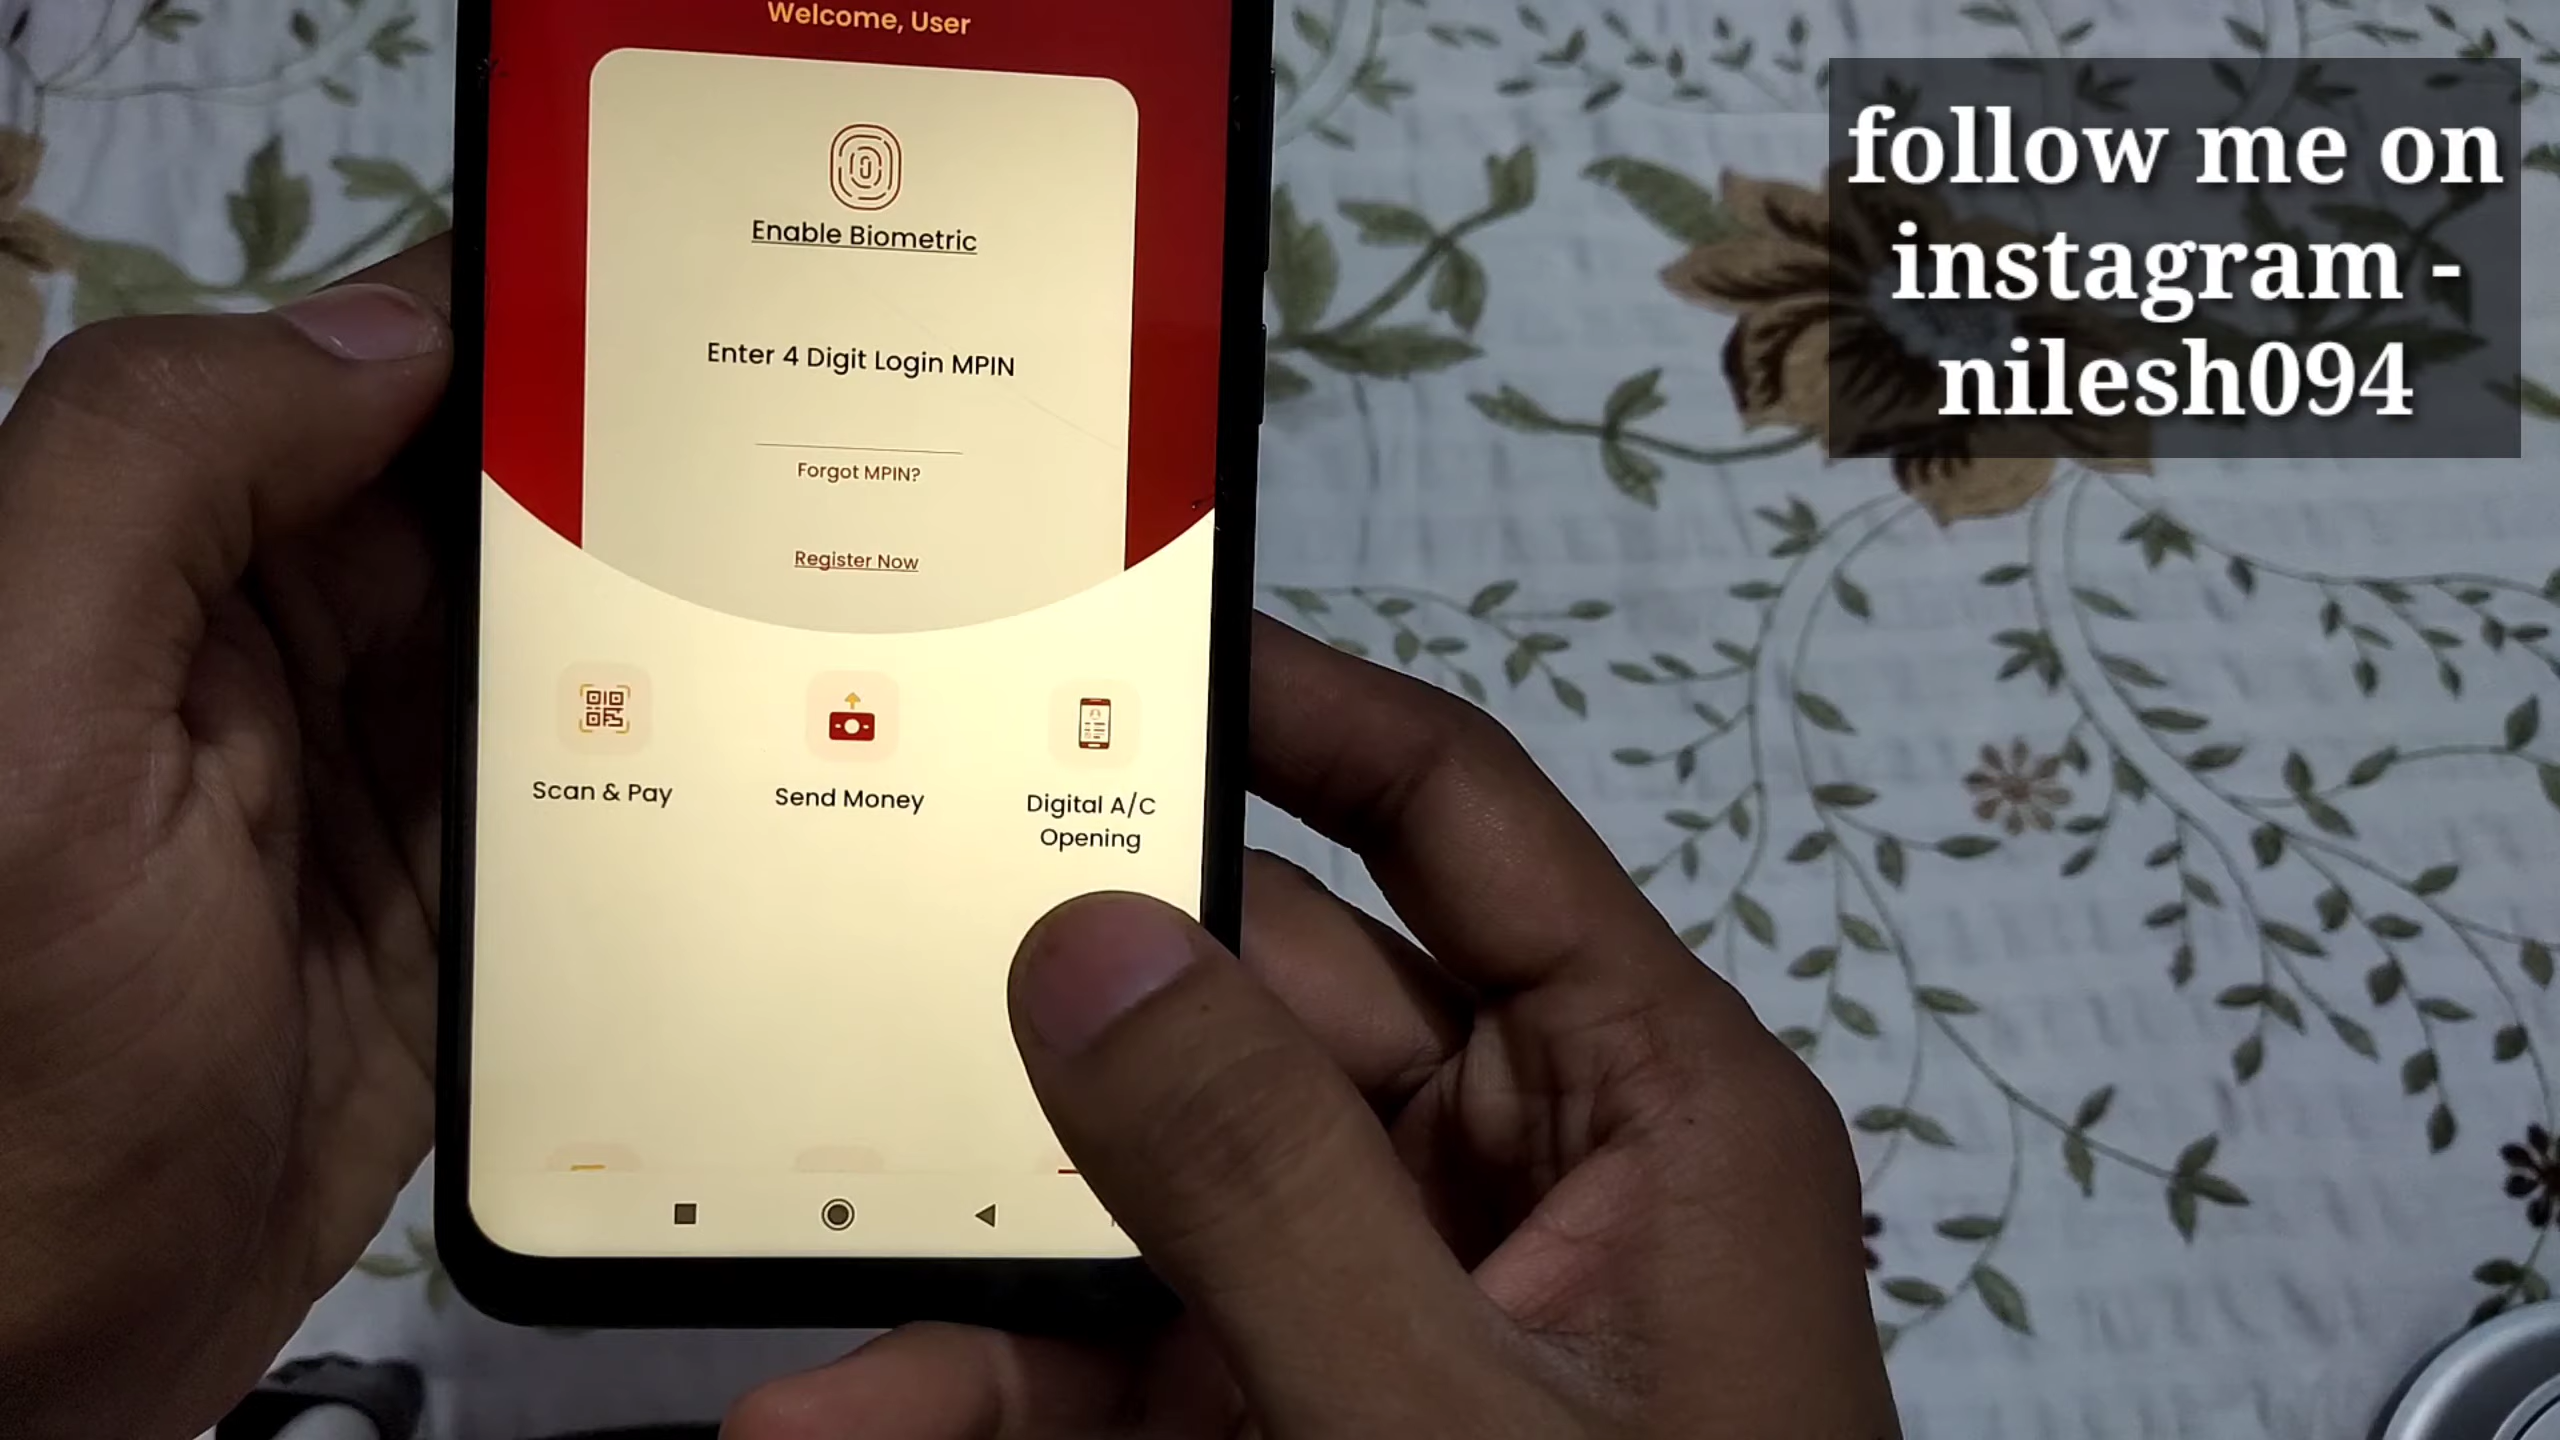 Welcome, User
follow me on
instagram -
nilesh094
Enable Biometric
Enter 4 Digit Login MPIN
Forgot MPIN?
Register Now
Scan & Pay
Send Money
Digital A/C
Opening